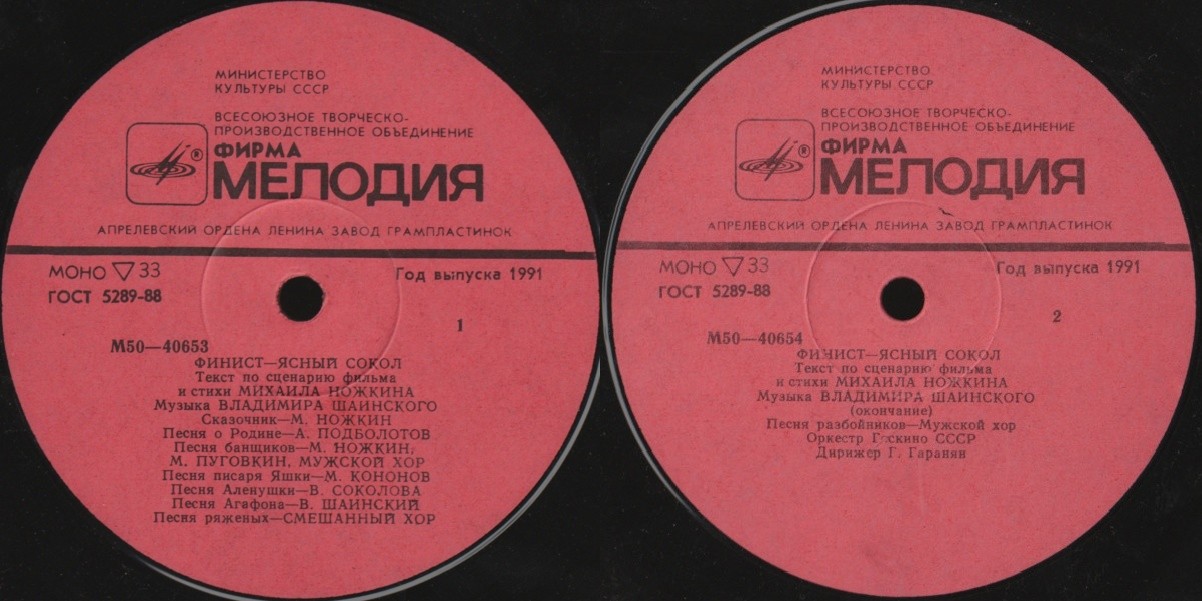 МИНИСТЕРСТВО
КУЛЬТУРЫ СССР
ВСЕСОЮЗНОЕ ТВОРЧЕСКО-
ПРОИЗВОДСТВЕННОЕ ОБЪЕДИНЕНИЕ
®
ФИРМА
МЕЛОДИЯ
АПРЕЛЕВСКИЙ ОРДЕНА ЛЕНИНА ЗАВОД ГРАМПЛАСТИНОК
МОНО ▽ 33
Год выпуска 1991
ГОСТ 5289-88
1
М50—40653
ФИНИСТ—ЯСНЫЙ СОКОЛ
Текст по сценарию фильма
и стихи МИХАИЛА НОЖКИНА
Музыка ВЛАДИМИРА ШАИНСКОГО
Сказочник—М. НОЖКИН
Песня о Родине—А. ПОДБОЛОТОВ
Песня банщиков—М. НОЖКИН,
М. ПУГОВКИН, МУЖСКОЙ ХОР
Песня писаря Яшки—М. КОНОНОВ
Песня Аленушки—В. СОКОЛОВА
Песня Агафона—В. ШАИНСКИЙ
Песня ряженых—СМЕШАННЫЙ ХОР
МИНИСТЕРСТВО
КУЛЬТУРЫ СССР
ВСЕСОЮЗНОЕ ТВОРЧЕСКО-
ПРОИЗВОДСТВЕННОЕ ОБЪЕДИНЕНИЕ
®
ФИРМА
МЕЛОДИЯ
АПРЕЛЕВСКИЙ ОРДЕНА ЛЕНИНА ЗАВОД ГРАМПЛАСТИНОК
МОНО ▽ 33
Год выпуска 1991
ГОСТ 5289-88
2
М50—40654
ФИНИСТ—ЯСНЫЙ СОКОЛ
Текст по сценарию фильма
и стихи МИХАИЛА НОЖКИНА
Музыка ВЛАДИМИРА ШАИНСКОГО
(окончание)
Песня разбойников—Мужской хор
Оркестр Госкино СССР
Дирижер Г. Гаранян